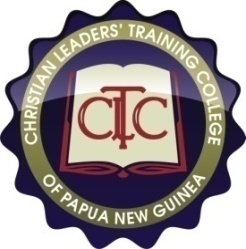 CHRISTIAN LEADERS' TRAINING COLLEGE
CLTC
OF PAPUA NEW GUINEA